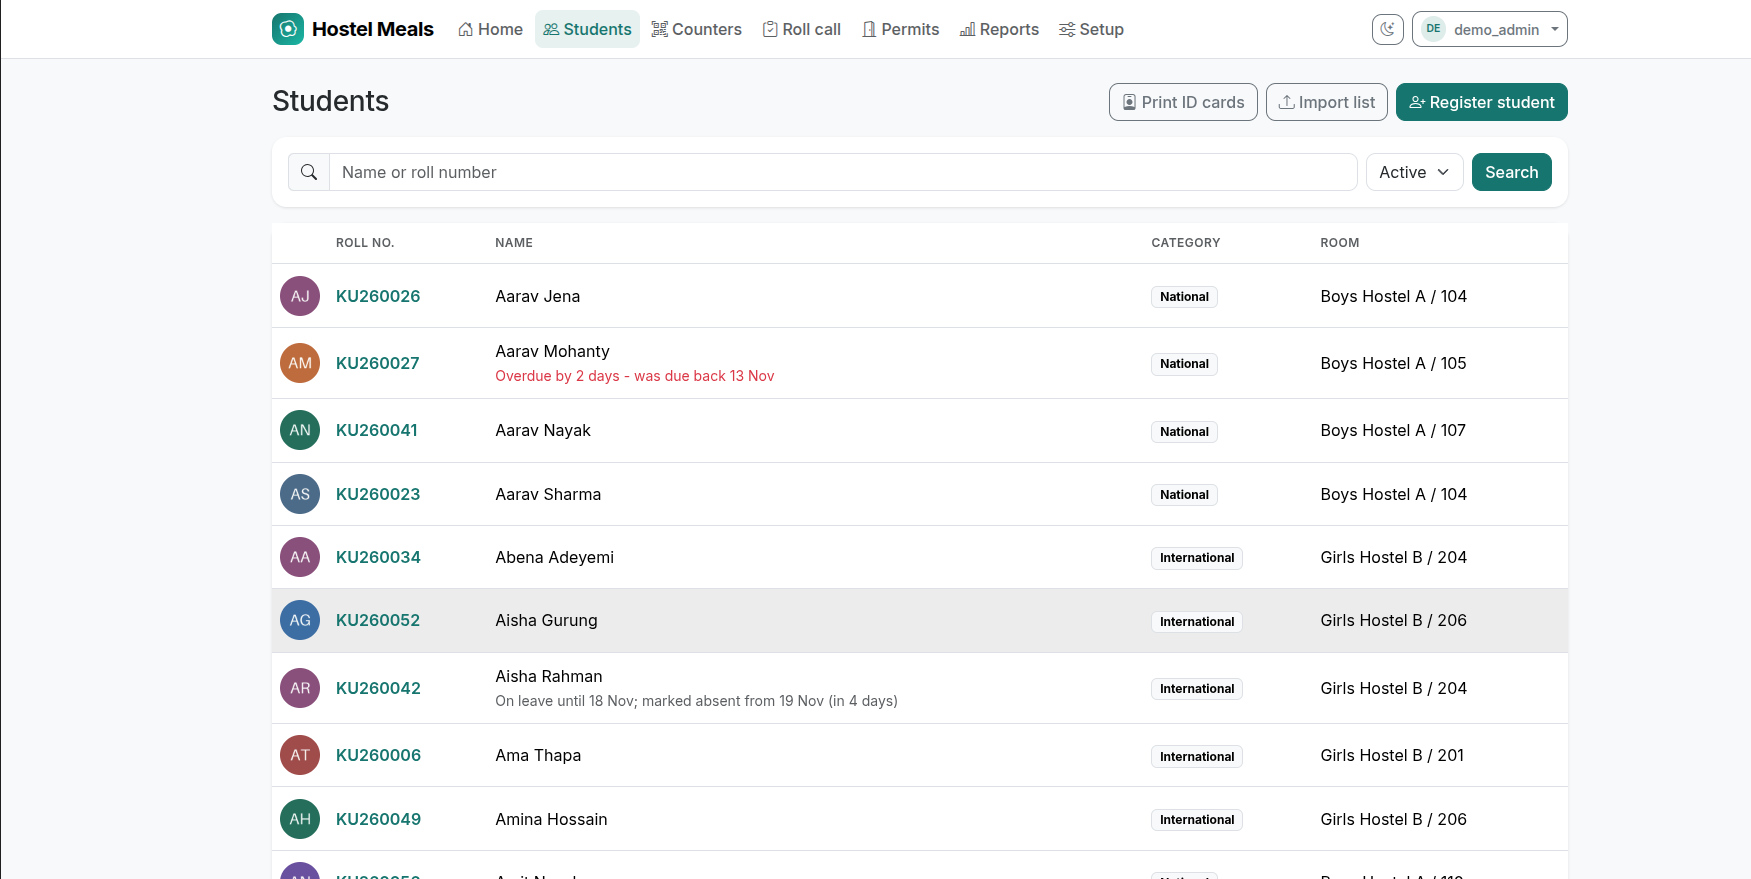 Hostel Meals Home Students Counters Roll call Permits Reports Setup DE demo_admin
Students Print ID cards Import list Register student
Name or roll number Active Search
ROLL NO. NAME CATEGORY ROOM
AJ KU260026 Aarav Jena National Boys Hostel A / 104
AM KU260027 Aarav Mohanty National Boys Hostel A / 105
Overdue by 2 days - was due back 13 Nov
AN KU260041 Aarav Nayak National Boys Hostel A / 107
AS KU260023 Aarav Sharma National Boys Hostel A / 104
AA KU260034 Abena Adeyemi International Girls Hostel B / 204
AG KU260052 Aisha Gurung International Girls Hostel B / 206
AR KU260042 Aisha Rahman International Girls Hostel B / 204
On leave until 18 Nov; marked absent from 19 Nov (in 4 days)
AT KU260006 Ama Thapa International Girls Hostel B / 201
AH KU260049 Amina Hossain International Girls Hostel B / 206